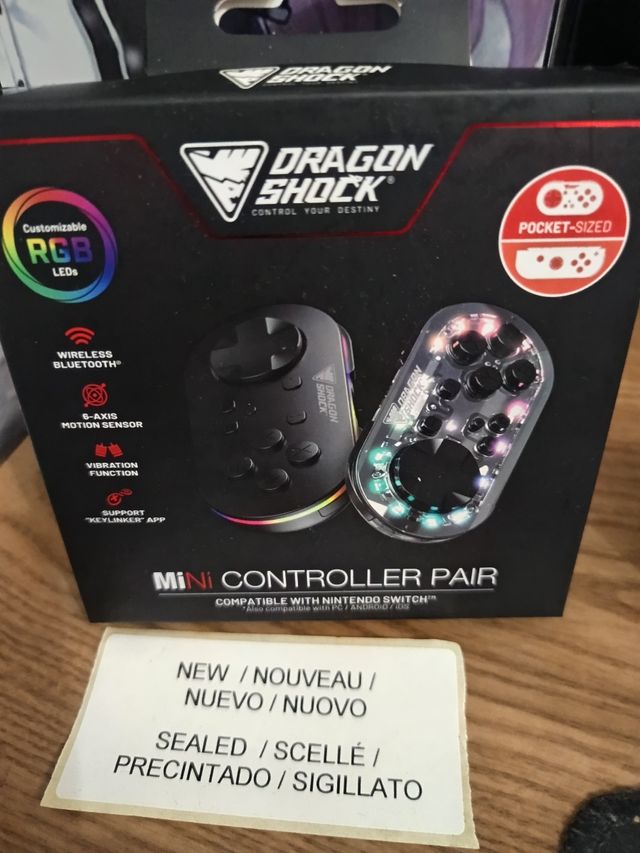 DRAGON
SHOCK
DRAGON
SHOCK®
CONTROL YOUR DESTINY
Customizable
RGB
LEDs
POCKET-SIZED
WIRELESS
BLUETOOTH®
6-AXIS
MOTION SENSOR
VIBRATION
FUNCTION
SUPPORT
"KEYLINKER" APP
DRAGON
SHOCK
DRAGON
SHOCK
MiNi CONTROLLER PAIR
COMPATIBLE WITH NINTENDO SWITCH™
*Also compatible with PC / ANDROID / iOS
NEW / NOUVEAU /
NUEVO / NUOVO
SEALED / SCELLÉ /
PRECINTADO / SIGILLATO